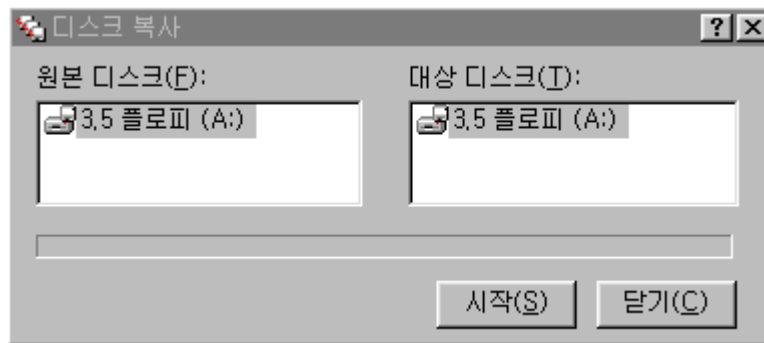 디스크 복사
원본 디스크(F):
대상 디스크(T):
3.5 플로피 (A:)
3.5 플로피 (A:)
시작(S)
닫기(C)